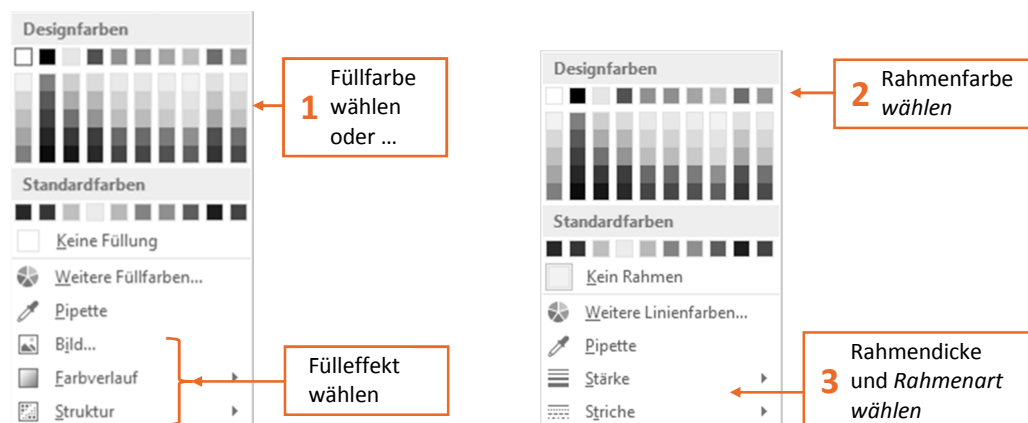 Designfarben
1 Füllfarbe
wählen
oder …
Standardfarben
Keine Füllung
Weitere Füllfarben...
Pipette
Bild...
Farbverlauf
Struktur
Fülleffekt
wählen
Designfarben
2 Rahmenfarbe
wählen
Standardfarben
Kein Rahmen
Weitere Linienfarben...
Pipette
Stärke
Striche
3 Rahmendicke
und Rahmenart
wählen